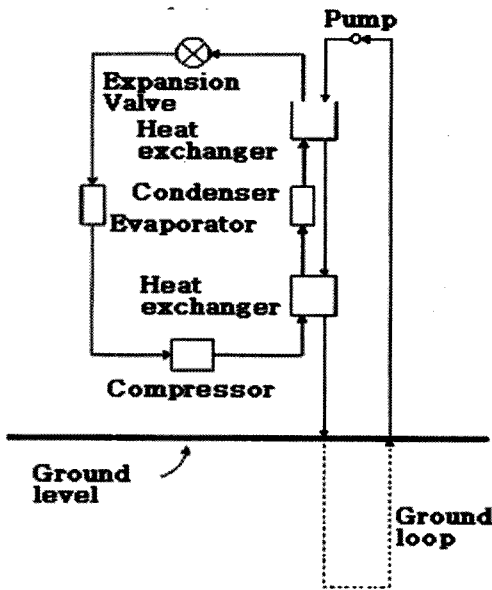 Pump
Expansion
Valve
Heat
exchanger
Condenser
Evaporator
Heat
exchanger
Compressor
Ground
level
Ground
loop